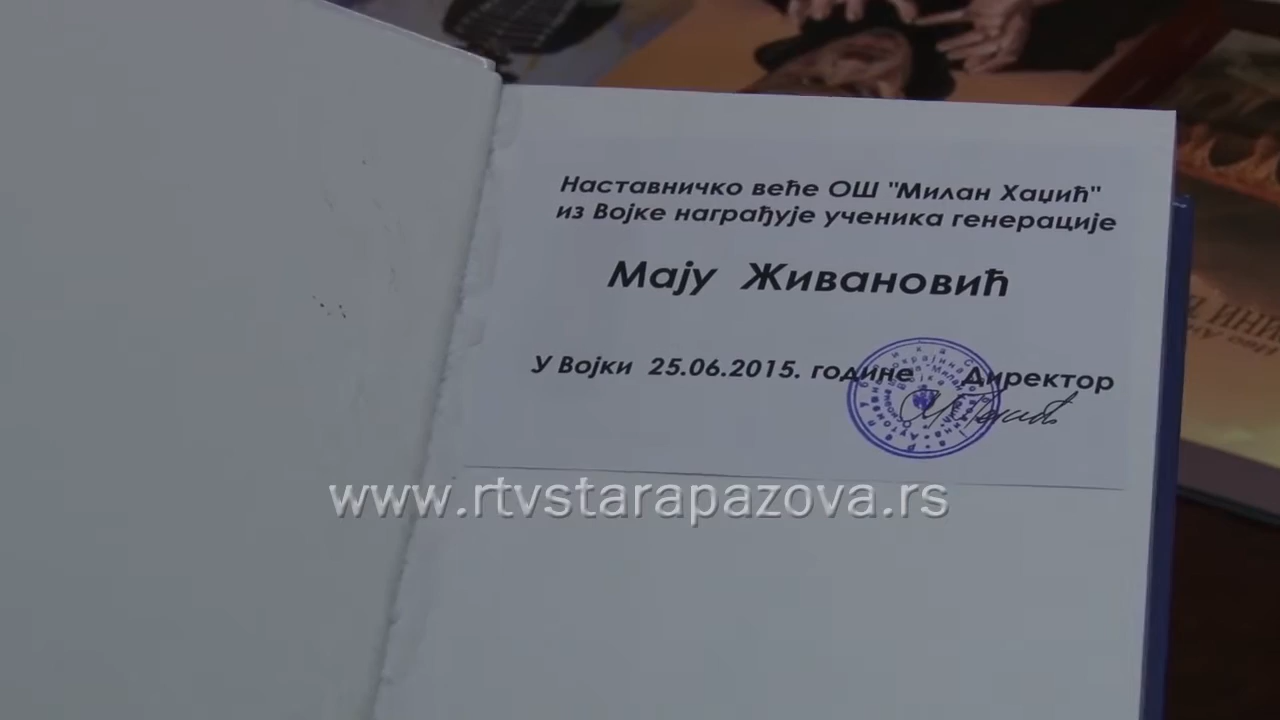 Наставничко веће ОШ "Милан Хаџић"
из Војке награђује ученика генерације
Мају Живановић
У Војки 25.06.2015. године Директор
www.rtvstarapazova.rs